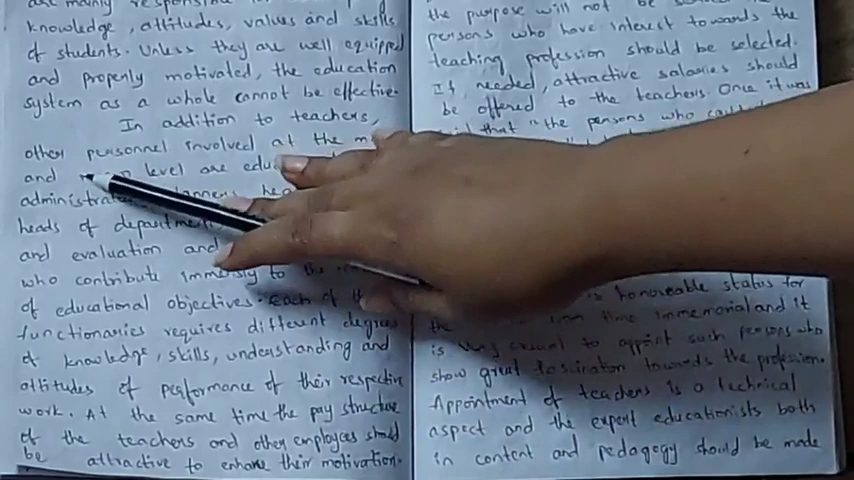 responsible for
knowledge, attitudes, values and skills
of students. Unless they are well equipped
and properly motivated, the education
system as a whole cannot be effective.
In addition to teachers,
other personnel involved at the
and level are
heads of
and evaluation and
who contribute immensly to the
of educational objectives. Each of
functionaries requires different degrees
of knowledge, skills, understanding and
attitudes of performance of their respective
work. At the same time the pay structure
of the teachers and other employees should
be attractive to enhance their motivation.
the purpose will not be
persons who have interest towards the
teaching profession should be selected.
If needed, attractive salaries should
be offered to the teachers. Once it was
that "the persons who
is honoureable status for
time immemorial and it
is very crucial to appoint such persons who
show great fascination towards the profession.
Appointment of teachers is a technical
aspect and the expert educationists both
in content and pedagogy should be made